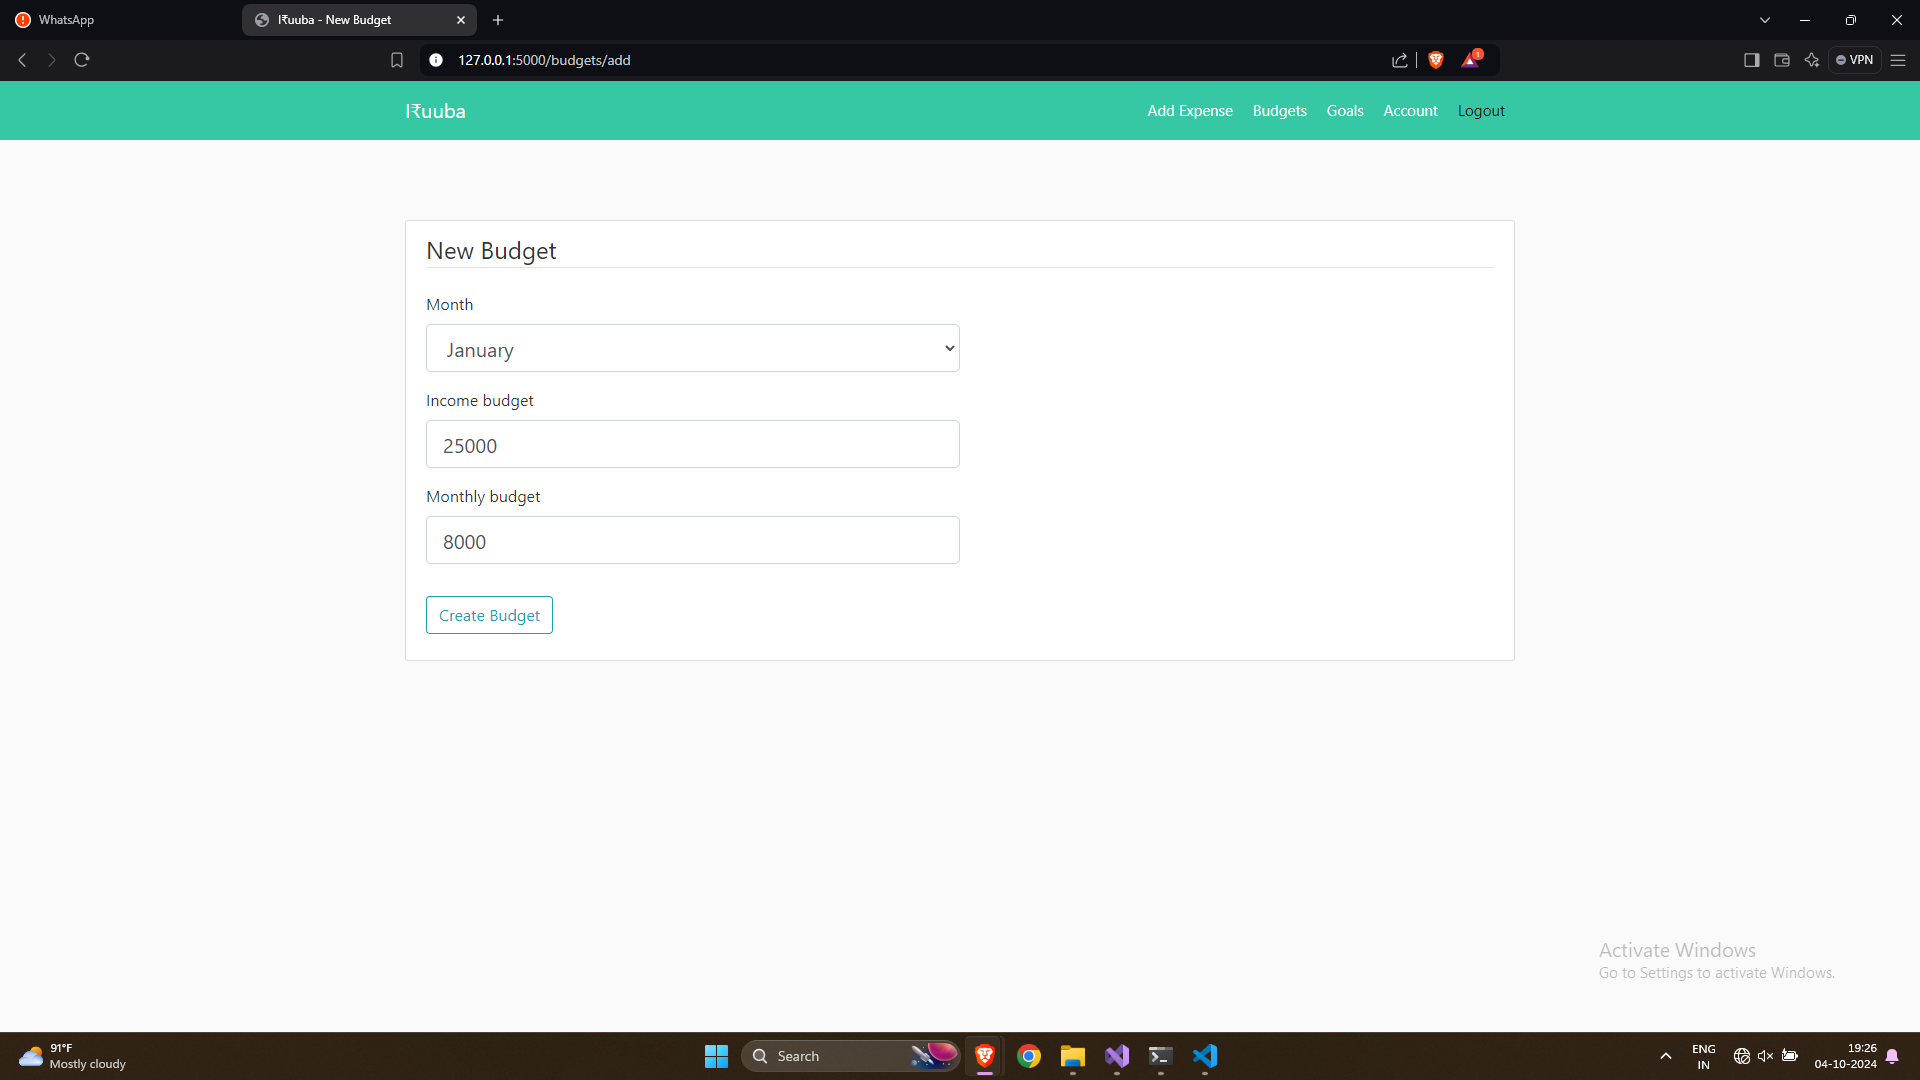 WhatsApp
I₹uuba - New Budget
127.0.0.1:5000/budgets/add
1
VPN
I₹uuba
Add Expense
Budgets
Goals
Account
Logout
New Budget
Month
January
Income budget
25000
Monthly budget
8000
Create Budget
Activate Windows
Go to Settings to activate Windows.
91°F
Mostly cloudy
Search
ENG
IN
19:26
04-10-2024